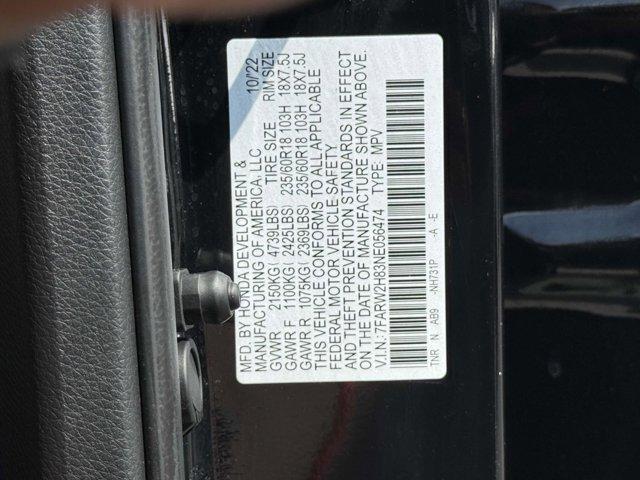 MFD. BY HONDA DEVELOPMENT &
MANUFACTURING OF AMERICA, LLC 10/'22
GVWR 2150KG( 4739LBS) TIRE SIZE RIM SIZE
GAWR F 1100KG( 2425LBS) 235/60R18 103H 18X7.5J
GAWR R 1075KG( 2369LBS) 235/60R18 103H 18X7.5J
THIS VEHICLE CONFORMS TO ALL APPLICABLE
FEDERAL MOTOR VEHICLE SAFETY
AND THEFT PREVENTION STANDARDS IN EFFECT
ON THE DATE OF MANUFACTURE SHOWN ABOVE.
V.I.N.: 7FARW2H83NE056474 TYPE: MPV
TNR N AB9 -NH731P -A -E